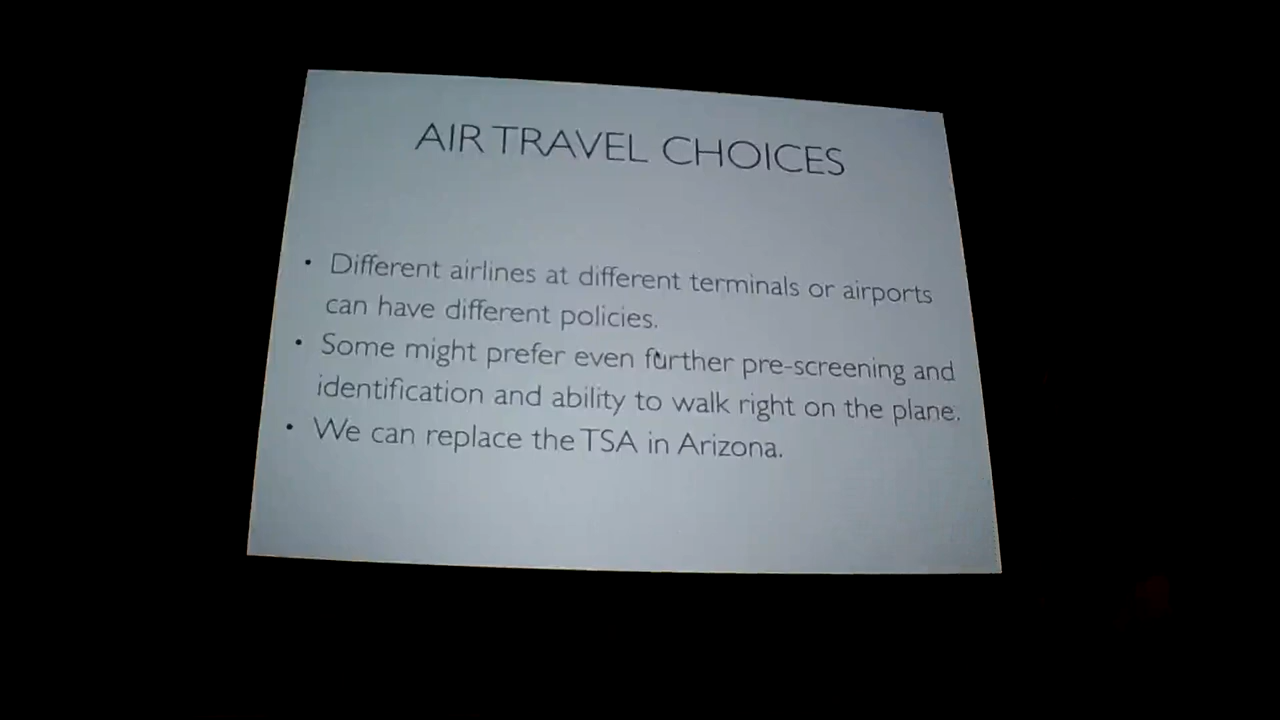 AIR TRAVEL CHOICES
• Different airlines at different terminals or airports
can have different policies.
• Some might prefer even further pre-screening and
identification and ability to walk right on the plane.
• We can replace the TSA in Arizona.